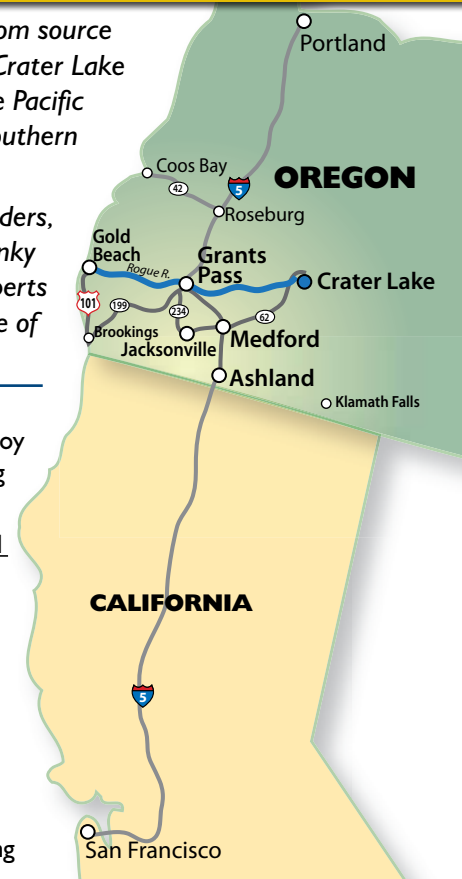 om source
Crater Lake
e Pacific
outhern
ders,
nky
perts
e of
oy
g
l
ng
Portland
Coos Bay
42
5
OREGON
Roseburg
Gold
Beach
Rogue R.
Grants
Pass
Crater Lake
101
199
234
62
Brookings
Jacksonville
Medford
Ashland
Klamath Falls
CALIFORNIA
5
San Francisco